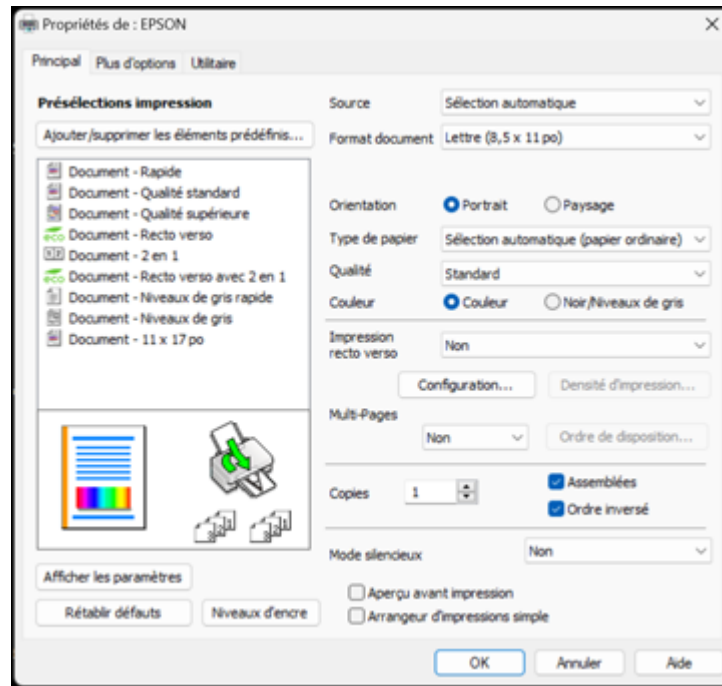 Propriétés de : EPSON
Principal Plus d'options Utilitaire
Présélections impression
Ajouter/supprimer les éléments prédéfinis...
Document - Rapide
Document - Qualité standard
Document - Qualité supérieure
eco Document - Recto verso
Document - 2 en 1
eco Document - Recto verso avec 2 en 1
Document - Niveaux de gris rapide
Document - Niveaux de gris
Document - 11 x 17 po
Afficher les paramètres
Rétablir défauts Niveaux d'encre
Source Sélection automatique
Format document Lettre (8,5 x 11 po)
Orientation Portrait Paysage
Type de papier Sélection automatique (papier ordinaire)
Qualité Standard
Couleur Couleur Noir/Niveaux de gris
Impression
recto verso Non
Configuration... Densité d'impression...
Multi-Pages
Non Ordre de disposition...
Copies 1 Assemblées
Ordre inversé
Mode silencieux Non
Aperçu avant impression
Arrangeur d'impressions simple
OK Annuler Aide